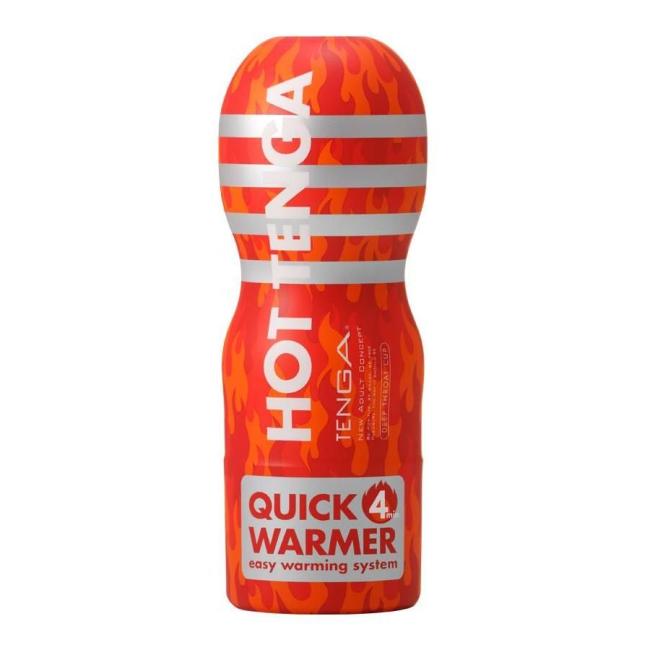 HOT TENGA
TENGA®
NEW ADULT CONCEPT
DEEP THROAT CUP
QUICK 4min
WARMER
easy warming system